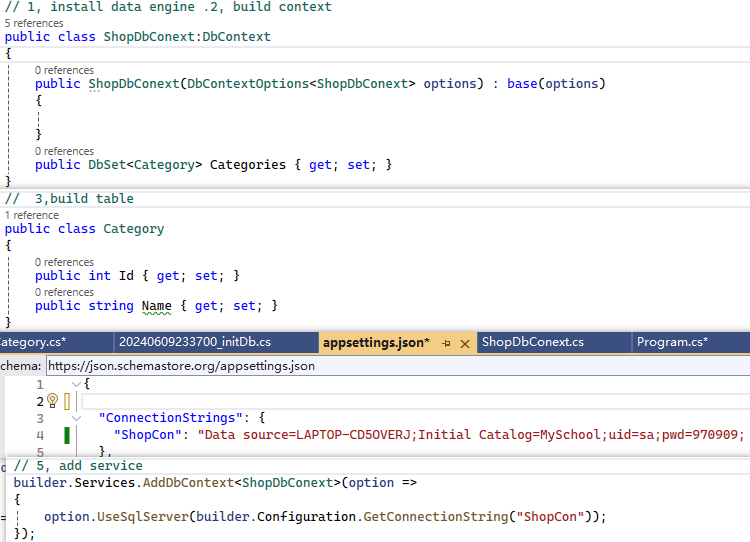 // 1, install data engine .2, build context
5 references
public class ShopDbConext:DbContext
{
0 references
public ShopDbConext(DbContextOptions<ShopDbConext> options) : base(options)
{
}
0 references
public DbSet<Category> Categories { get; set; }
}
//  3,build table
1 reference
public class Category
{
0 references
public int Id { get; set; }
0 references
public string Name { get; set; }
}
ategory.cs* 20240609233700_initDb.cs appsettings.json* ShopDbConext.cs Program.cs*
chema: https://json.schemastore.org/appsettings.json
1 {
2
3 "ConnectionStrings": {
4 "ShopCon": "Data source=LAPTOP-CD5OVERJ;Initial Catalog=MySchool;uid=sa;pwd=970909;
5 },
// 5, add service
builder.Services.AddDbContext<ShopDbConext>(option =>
{
option.UseSqlServer(builder.Configuration.GetConnectionString("ShopCon"));
});